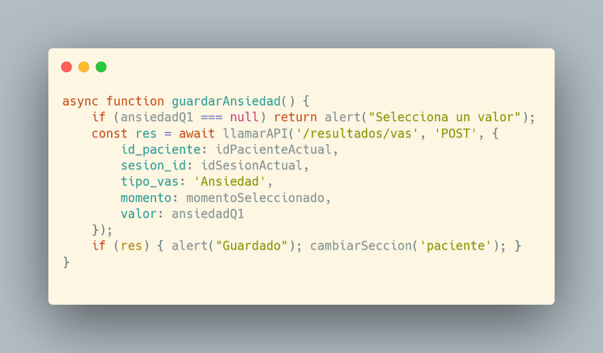 async function guardarAnsiedad() {
    if (ansiedadQ1 === null) return alert("Selecciona un valor");
    const res = await llamarAPI('/resultados/vas', 'POST', {
        id_paciente: idPacienteActual,
        sesion_id: idSesionActual,
        tipo_vas: 'Ansiedad',
        momento: momentoSeleccionado,
        valor: ansiedadQ1
    });
    if (res) { alert("Guardado"); cambiarSeccion('paciente'); }
}